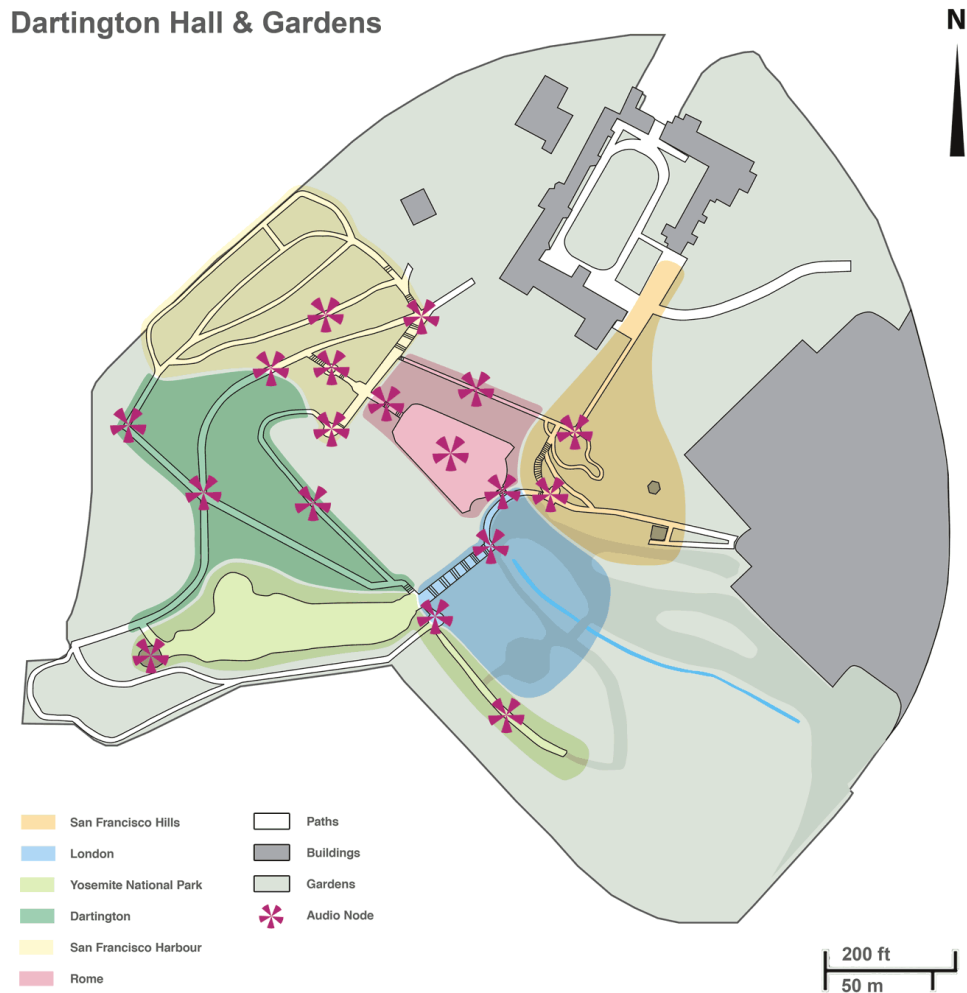 Dartington Hall & Gardens
N
San Francisco Hills
London
Yosemite National Park
Dartington
San Francisco Harbour
Rome
Paths
Buildings
Gardens
Audio Node
200 ft
50 m